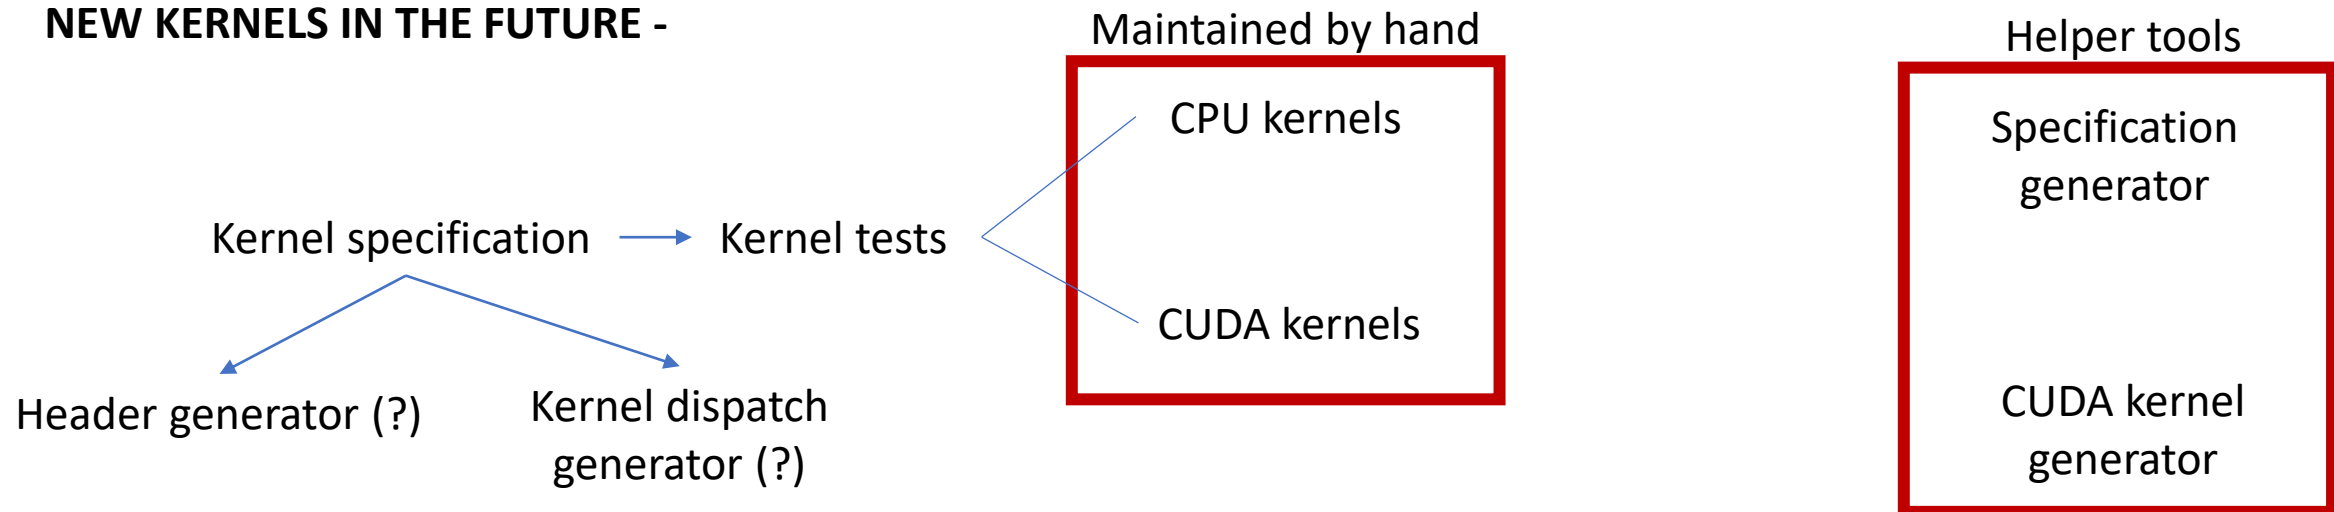 NEW KERNELS IN THE FUTURE -
Maintained by hand
Helper tools
CPU kernels
Specification
generator
Kernel specification
Kernel tests
CUDA kernels
Header generator (?)
Kernel dispatch
generator (?)
CUDA kernel
generator